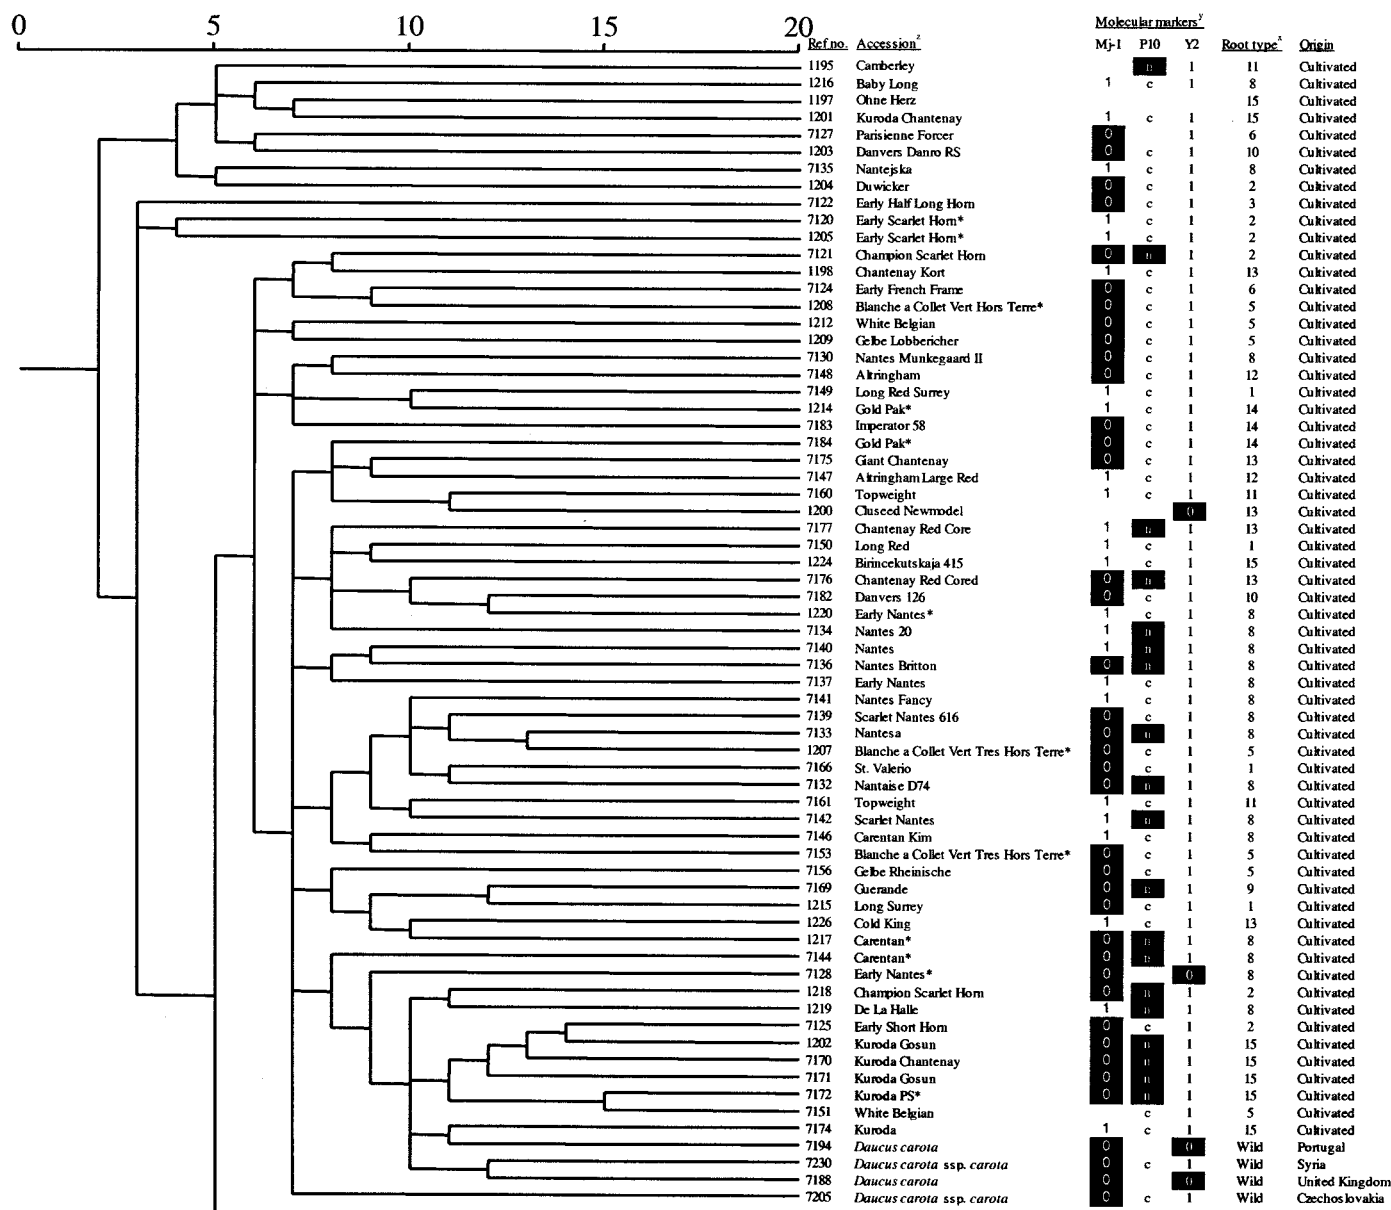 0 5 10 15 20
Molecular markers^y
Ref no. Accession^z Mj-1 P10 Y2 Root type^x Origin
1195 Camberley n 1 11 Cultivated
1216 Baby Long 1 c 1 8 Cultivated
1197 Ohne Herz 15 Cultivated
1201 Kuroda Chantenay 1 c 1 15 Cultivated
7127 Parisienne Forcer 0 1 6 Cultivated
1203 Danvers Danro RS 0 c 1 10 Cultivated
7135 Nantejska 1 c 1 8 Cultivated
1204 Duwicker 0 c 1 2 Cultivated
7122 Early Half Long Horn 0 c 1 3 Cultivated
7120 Early Scarlet Horn* 1 c 1 2 Cultivated
1205 Early Scarlet Horn* 1 c 1 2 Cultivated
7121 Champion Scarlet Horn 0 n 1 2 Cultivated
1198 Chantenay Kort 1 c 1 13 Cultivated
7124 Early French Frame 0 c 1 6 Cultivated
1208 Blanche a Collet Vert Hors Terre* 0 c 1 5 Cultivated
1212 White Belgian 0 c 1 5 Cultivated
1209 Gelbe Lobbericher 0 c 1 5 Cultivated
7130 Nantes Munkegaard II 0 c 1 8 Cultivated
7148 Altringham 0 c 1 12 Cultivated
7149 Long Red Surrey 1 c 1 1 Cultivated
1214 Gold Pak* 1 c 1 14 Cultivated
7183 Imperator 58 0 c 1 14 Cultivated
7184 Gold Pak* 0 c 1 14 Cultivated
7175 Giant Chantenay 0 c 1 13 Cultivated
7147 Altringham Large Red 1 c 1 12 Cultivated
7160 Topweight 1 c 1 11 Cultivated
1200 Cluseed Newmodel 0 13 Cultivated
7177 Chantenay Red Core 1 n 1 13 Cultivated
7150 Long Red 1 c 1 1 Cultivated
1224 Birincekutskaja 415 1 c 1 15 Cultivated
7176 Chantenay Red Cored 0 n 1 13 Cultivated
7182 Danvers 126 0 c 1 10 Cultivated
1220 Early Nantes* 1 c 1 8 Cultivated
7134 Nantes 20 1 n 1 8 Cultivated
7140 Nantes 1 n 1 8 Cultivated
7136 Nantes Britton 0 n 1 8 Cultivated
7137 Early Nantes 1 c 1 8 Cultivated
7141 Nantes Fancy 1 c 1 8 Cultivated
7139 Scarlet Nantes 616 0 c 1 8 Cultivated
7133 Nantesa 0 n 1 8 Cultivated
1207 Blanche a Collet Vert Tres Hors Terre* 0 c 1 5 Cultivated
7166 St. Valerio 0 c 1 1 Cultivated
7132 Nantaise D74 0 n 1 8 Cultivated
7161 Topweight 1 c 1 11 Cultivated
7142 Scarlet Nantes 1 n 1 8 Cultivated
7146 Carentan Kim 1 c 1 8 Cultivated
7153 Blanche a Collet Vert Tres Hors Terre* 0 c 1 5 Cultivated
7156 Gelbe Rheinische 0 c 1 5 Cultivated
7169 Guerande 0 n 1 9 Cultivated
1215 Long Surrey 0 c 1 1 Cultivated
1226 Cold King 1 c 1 13 Cultivated
1217 Carentan* 0 n 1 8 Cultivated
7144 Carentan* 0 n 1 8 Cultivated
7128 Early Nantes* 0 0 8 Cultivated
1218 Champion Scarlet Horn 0 n 1 2 Cultivated
1219 De La Halle 1 n 1 8 Cultivated
7125 Early Short Horn 0 c 1 2 Cultivated
1202 Kuroda Gosun 0 n 1 15 Cultivated
7170 Kuroda Chantenay 0 n 1 15 Cultivated
7171 Kuroda Gosun 0 n 1 15 Cultivated
7172 Kuroda PS* 0 n 1 15 Cultivated
7151 White Belgian c 1 5 Cultivated
7174 Kuroda 1 c 1 15 Cultivated
7194 Daucus carota 0 0 Wild Portugal
7230 Daucus carota ssp. carota 0 c 1 Wild Syria
7188 Daucus carota 0 0 Wild United Kingdom
7205 Daucus carota ssp. carota 0 c 1 Wild Czechoslovakia